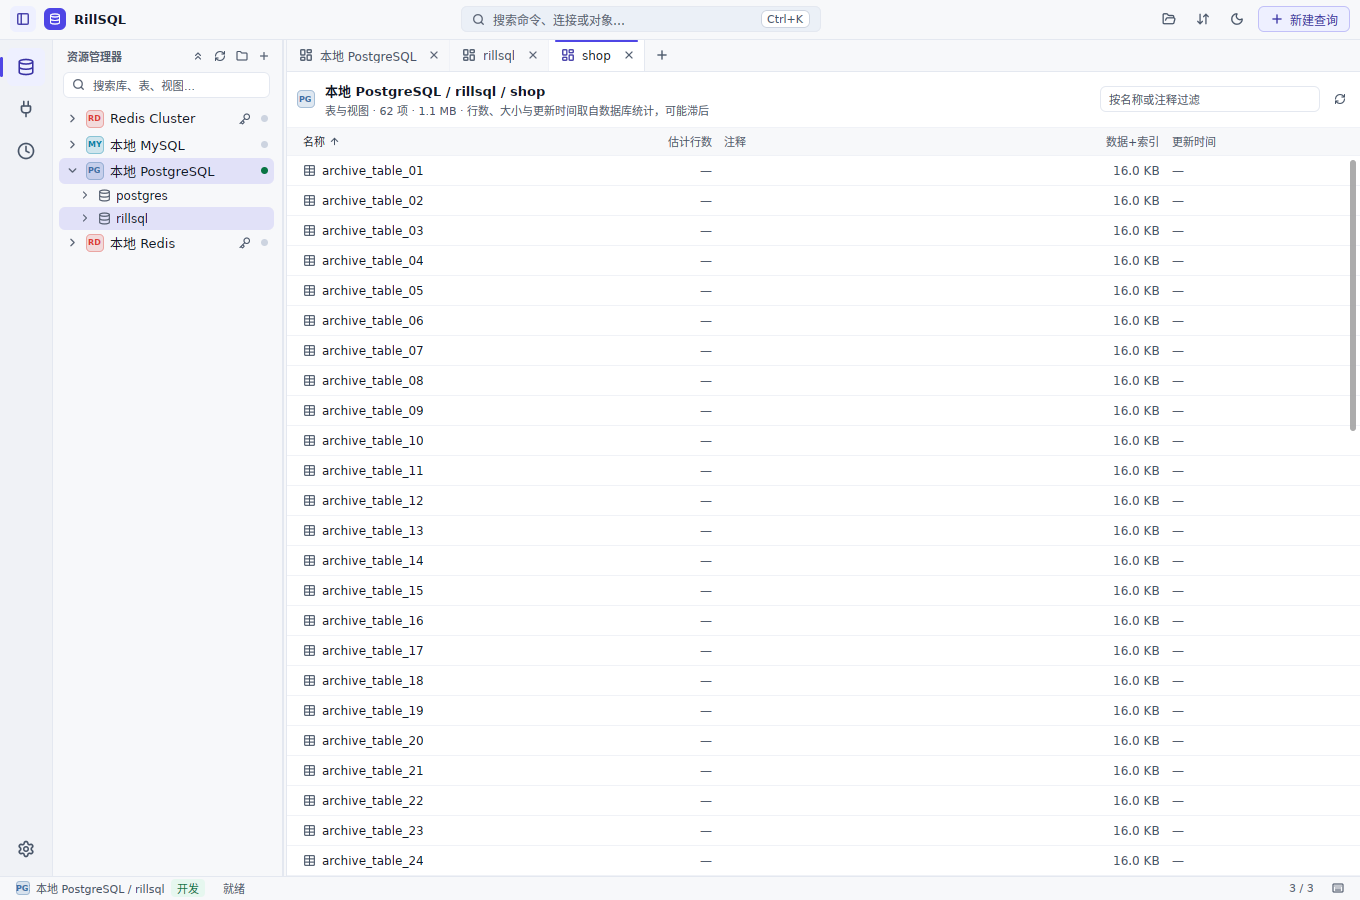 RillSQL
搜索命令、连接或对象...
Ctrl+K
新建查询
资源管理器
搜索库、表、视图...
RD Redis Cluster
MY 本地 MySQL
PG 本地 PostgreSQL
postgres
rillsql
RD 本地 Redis
本地 PostgreSQL
rillsql
shop
PG
本地 PostgreSQL / rillsql / shop
表与视图 · 62 项 · 1.1 MB · 行数、大小与更新时间取自数据库统计，可能滞后
按名称或注释过滤
名称 估计行数 注释 数据+索引 更新时间
archive_table_01 — 16.0 KB —
archive_table_02 — 16.0 KB —
archive_table_03 — 16.0 KB —
archive_table_04 — 16.0 KB —
archive_table_05 — 16.0 KB —
archive_table_06 — 16.0 KB —
archive_table_07 — 16.0 KB —
archive_table_08 — 16.0 KB —
archive_table_09 — 16.0 KB —
archive_table_10 — 16.0 KB —
archive_table_11 — 16.0 KB —
archive_table_12 — 16.0 KB —
archive_table_13 — 16.0 KB —
archive_table_14 — 16.0 KB —
archive_table_15 — 16.0 KB —
archive_table_16 — 16.0 KB —
archive_table_17 — 16.0 KB —
archive_table_18 — 16.0 KB —
archive_table_19 — 16.0 KB —
archive_table_20 — 16.0 KB —
archive_table_21 — 16.0 KB —
archive_table_22 — 16.0 KB —
archive_table_23 — 16.0 KB —
archive_table_24 — 16.0 KB —
PG 本地 PostgreSQL / rillsql 开发 就绪
3 / 3